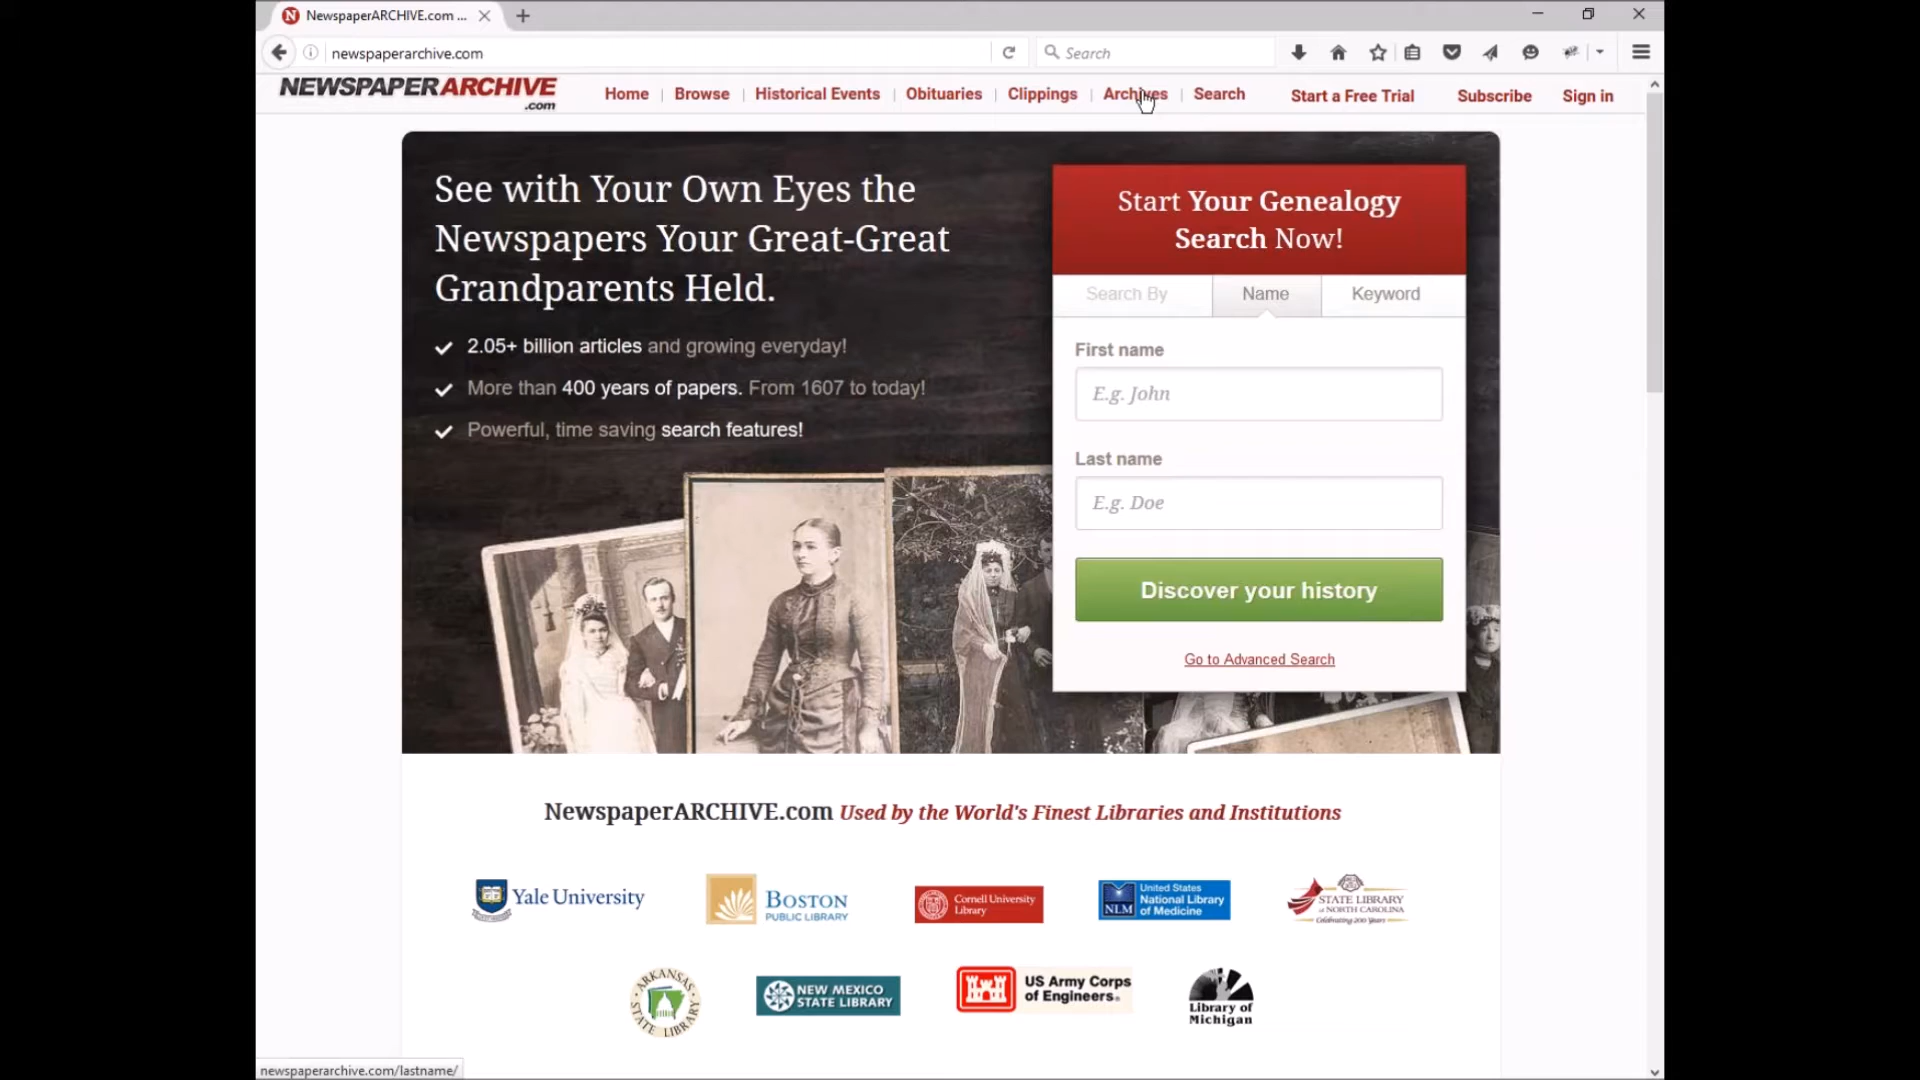 NewspaperARCHIVE.com ...
newspaperarchive.com
Search
NEWSPAPERARCHIVE
.com
Home | Browse | Historical Events | Obituaries | Clippings | Archives | Search
Start a Free Trial
Subscribe
Sign in
See with Your Own Eyes the
Newspapers Your Great-Great
Grandparents Held.
2.05+ billion articles and growing everyday!
More than 400 years of papers. From 1607 to today!
Powerful, time saving search features!
Start Your Genealogy
Search Now!
Search By
Name
Keyword
First name
E.g. John
Last name
E.g. Doe
Discover your history
Go to Advanced Search
NewspaperARCHIVE.com Used by the World's Finest Libraries and Institutions
Yale University
BOSTON
PUBLIC LIBRARY
Cornell University
Library
NLM
United States
National Library
of Medicine
STATE LIBRARY
of NORTH CAROLINA
Celebrating 200 Years
ARKANSAS
STATE LIBRARY
NEW MEXICO
STATE LIBRARY
US Army Corps
of Engineers®
Library of
Michigan
newspaperarchive.com/lastname/